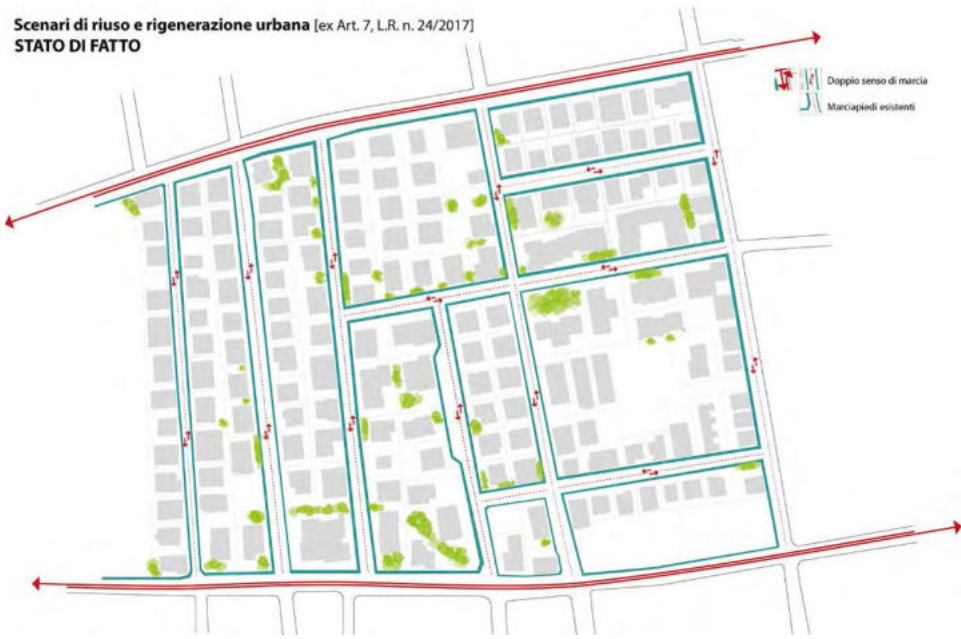 Scenari di riuso e rigenerazione urbana [ex Art. 7, L.R. n. 24/2017]
STATO DI FATTO
Doppio senso di marcia
Marciapiedi esistenti